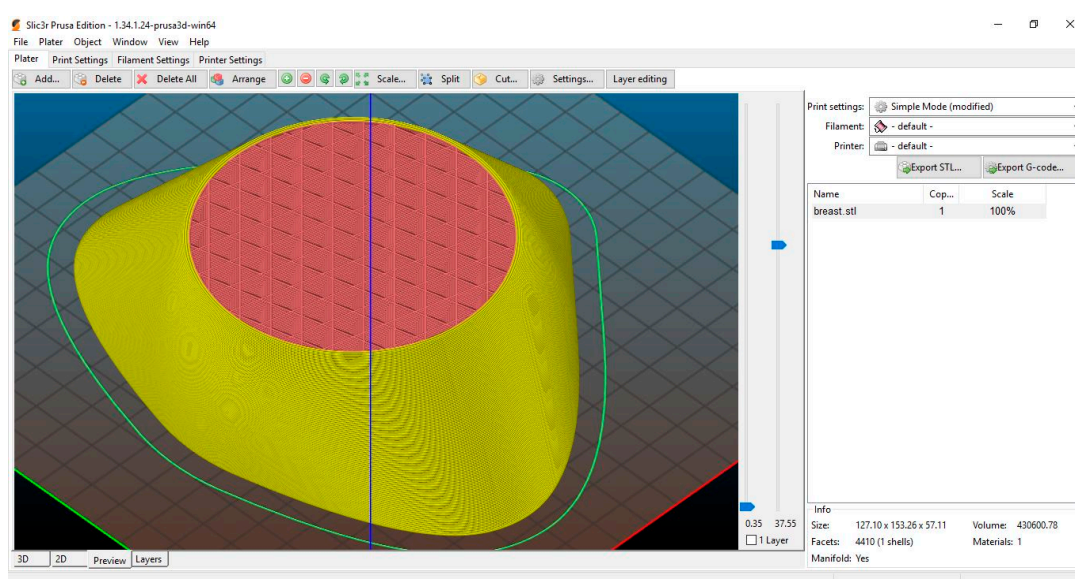 Slic3r Prusa Edition - 1.34.1.24-prusa3d-win64
File Plater Object Window View Help
Plater Print Settings Filament Settings Printer Settings
Add... Delete Delete All Arrange Scale... Split Cut... Settings... Layer editing
Print settings: Simple Mode (modified)
Filament: - default -
Printer: - default -
Export STL... Export G-code...
Name Cop... Scale
breast.stl 1 100%
0.35 37.55
1 Layer
Info
Size: 127.10 x 153.26 x 57.11 Volume: 430600.78
Facets: 4410 (1 shells) Materials: 1
Manifold: Yes
3D 2D Preview Layers